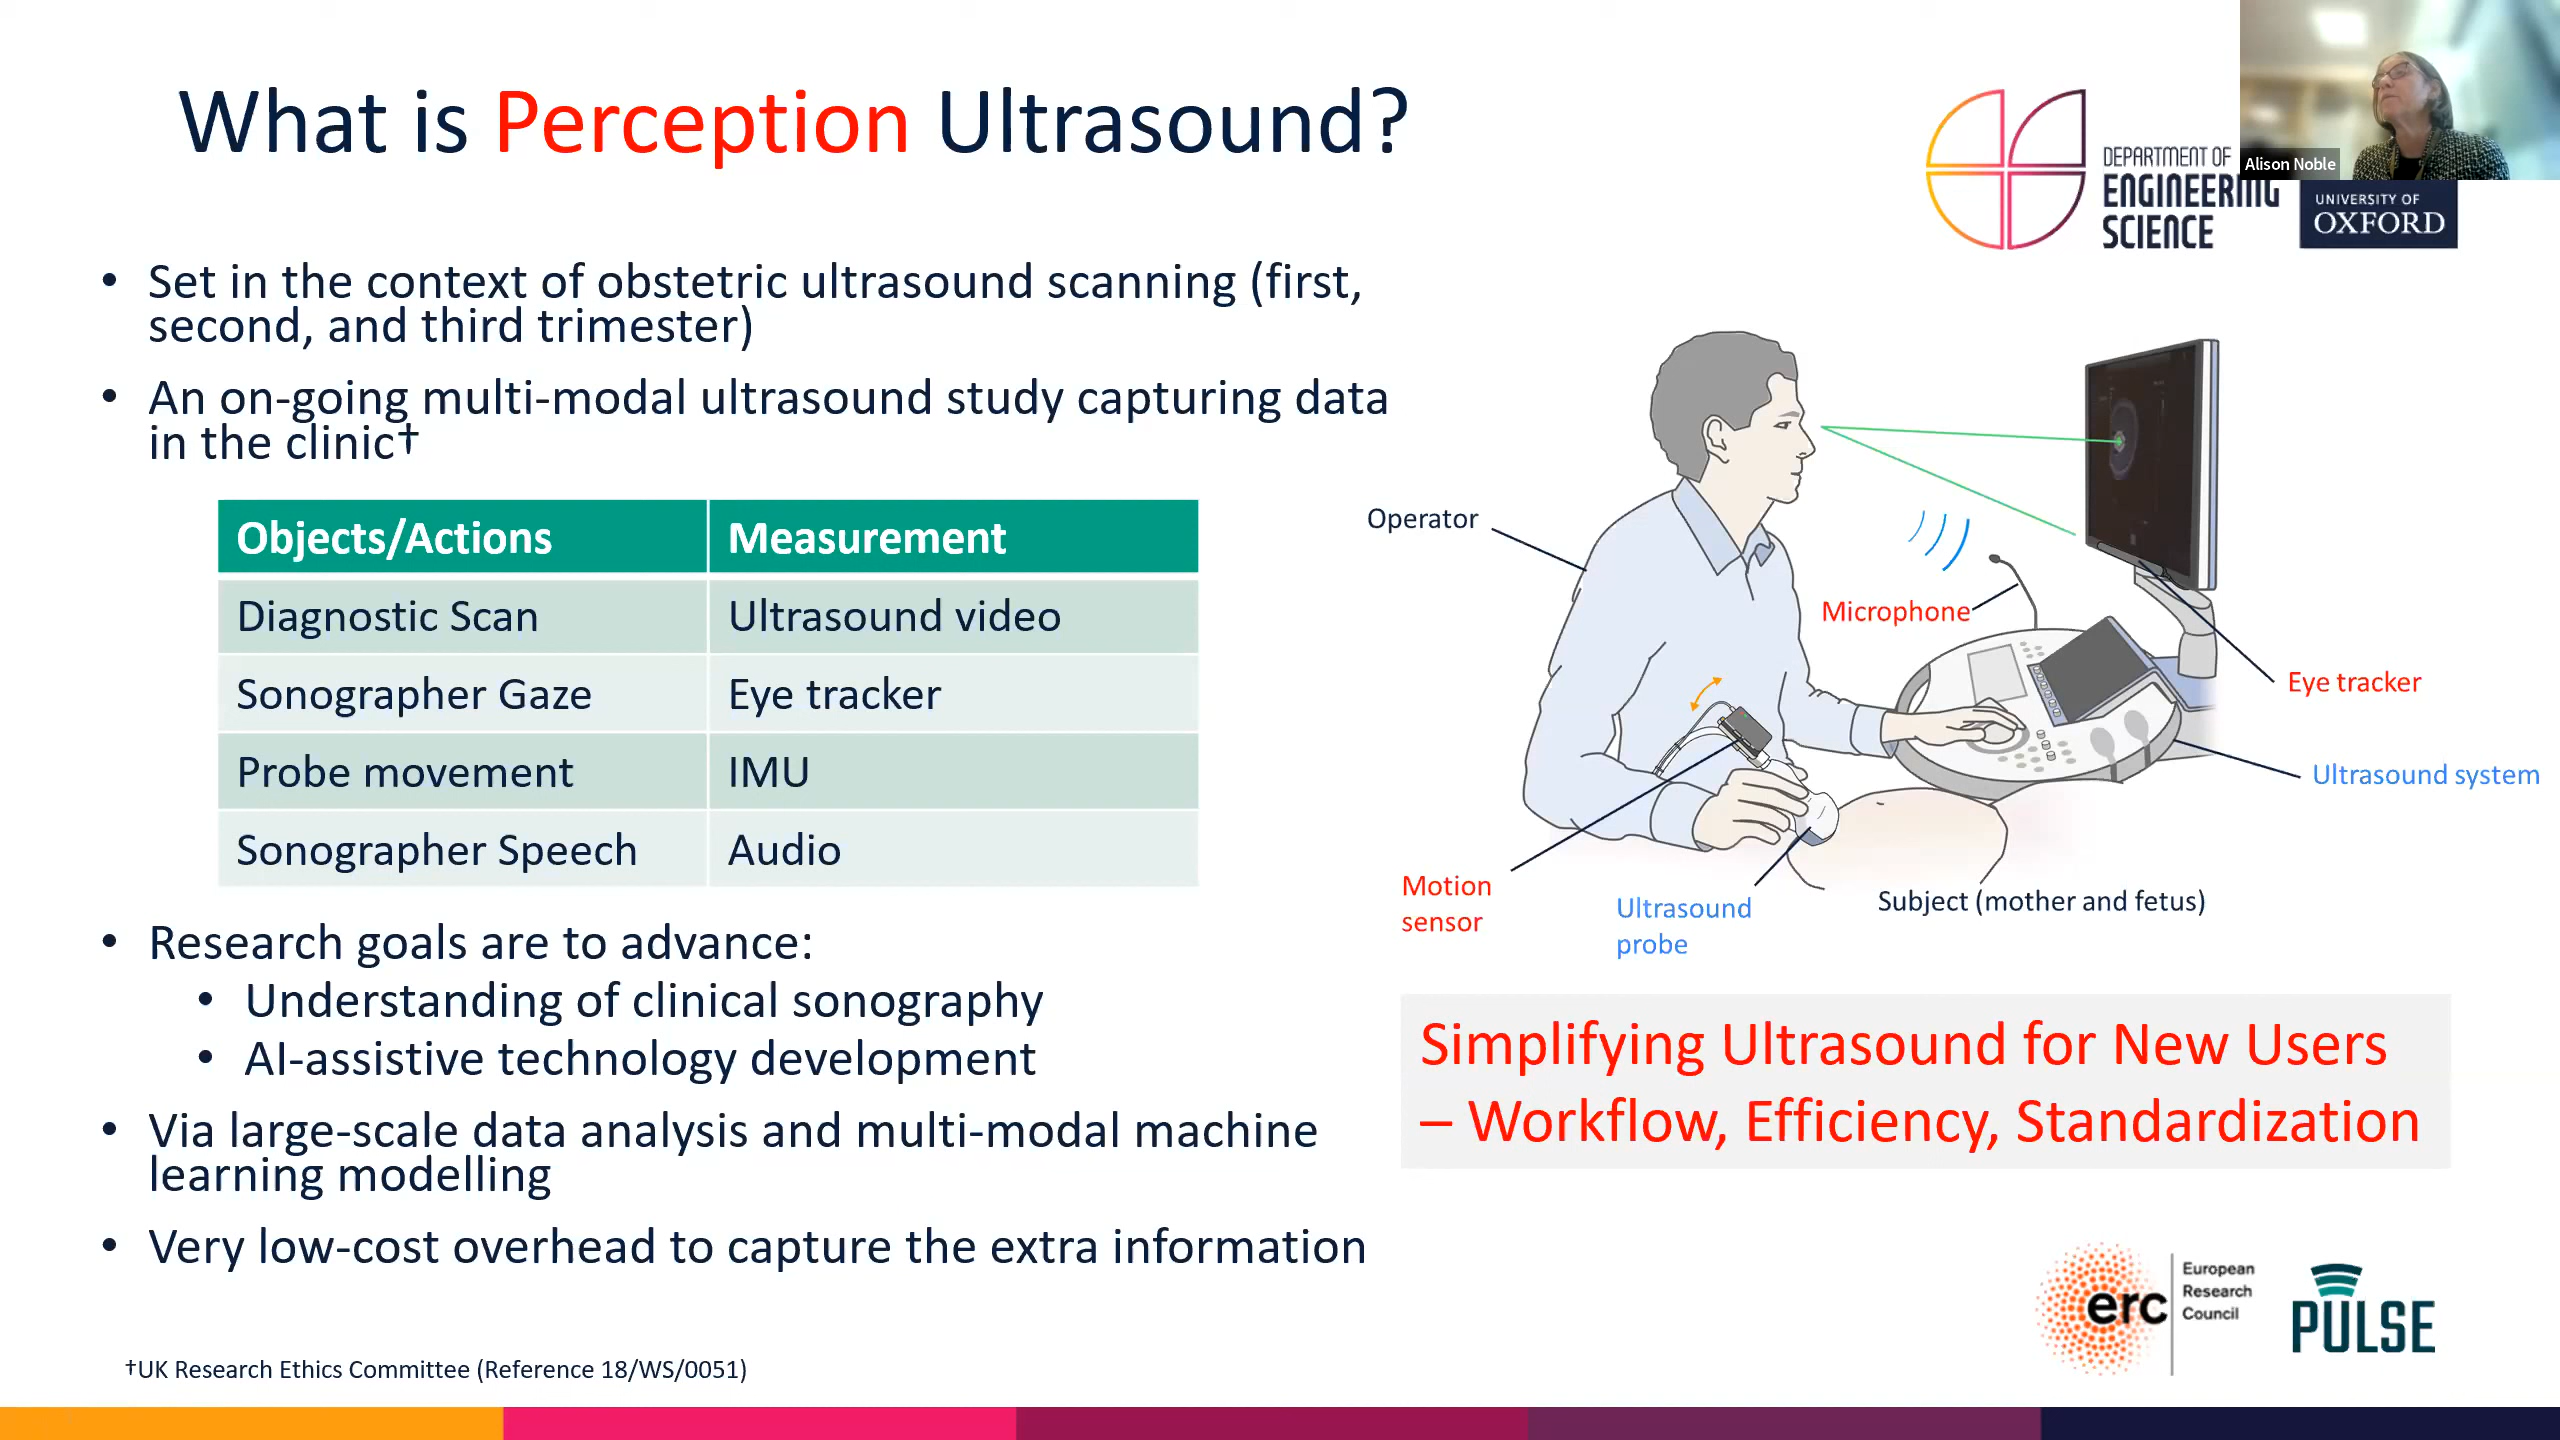 What is Perception Ultrasound?
DEPARTMENT OF
ENGINEERING
SCIENCE
Alison Noble
UNIVERSITY OF
OXFORD
• Set in the context of obstetric ultrasound scanning (first,
second, and third trimester)
• An on-going multi-modal ultrasound study capturing data
in the clinic†
Objects/Actions Measurement
Diagnostic Scan Ultrasound video
Sonographer Gaze Eye tracker
Probe movement IMU
Sonographer Speech Audio
• Research goals are to advance:
• Understanding of clinical sonography
• AI-assistive technology development
• Via large-scale data analysis and multi-modal machine
learning modelling
• Very low-cost overhead to capture the extra information
†UK Research Ethics Committee (Reference 18/WS/0051)
Operator
Microphone
Eye tracker
Ultrasound system
Motion
sensor
Ultrasound
probe
Subject (mother and fetus)
Simplifying Ultrasound for New Users
– Workflow, Efficiency, Standardization
erc
European
Research
Council
PULSE